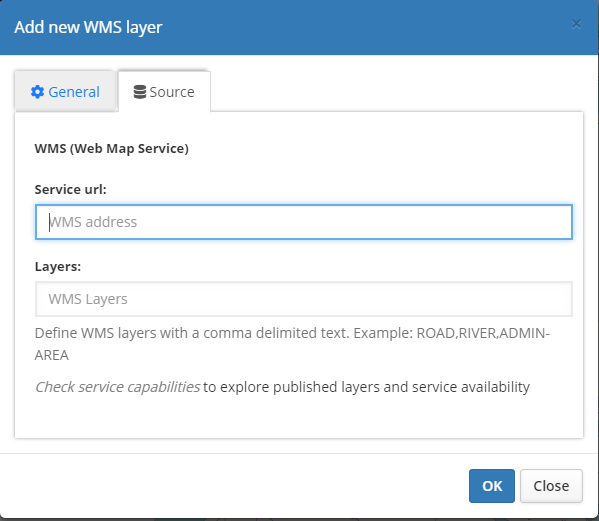 Add new WMS layer
×
General
Source
WMS (Web Map Service)
Service url:
WMS address
Layers:
WMS Layers
Define WMS layers with a comma delimited text. Example: ROAD,RIVER,ADMIN-
AREA
Check service capabilities to explore published layers and service availability
OK
Close